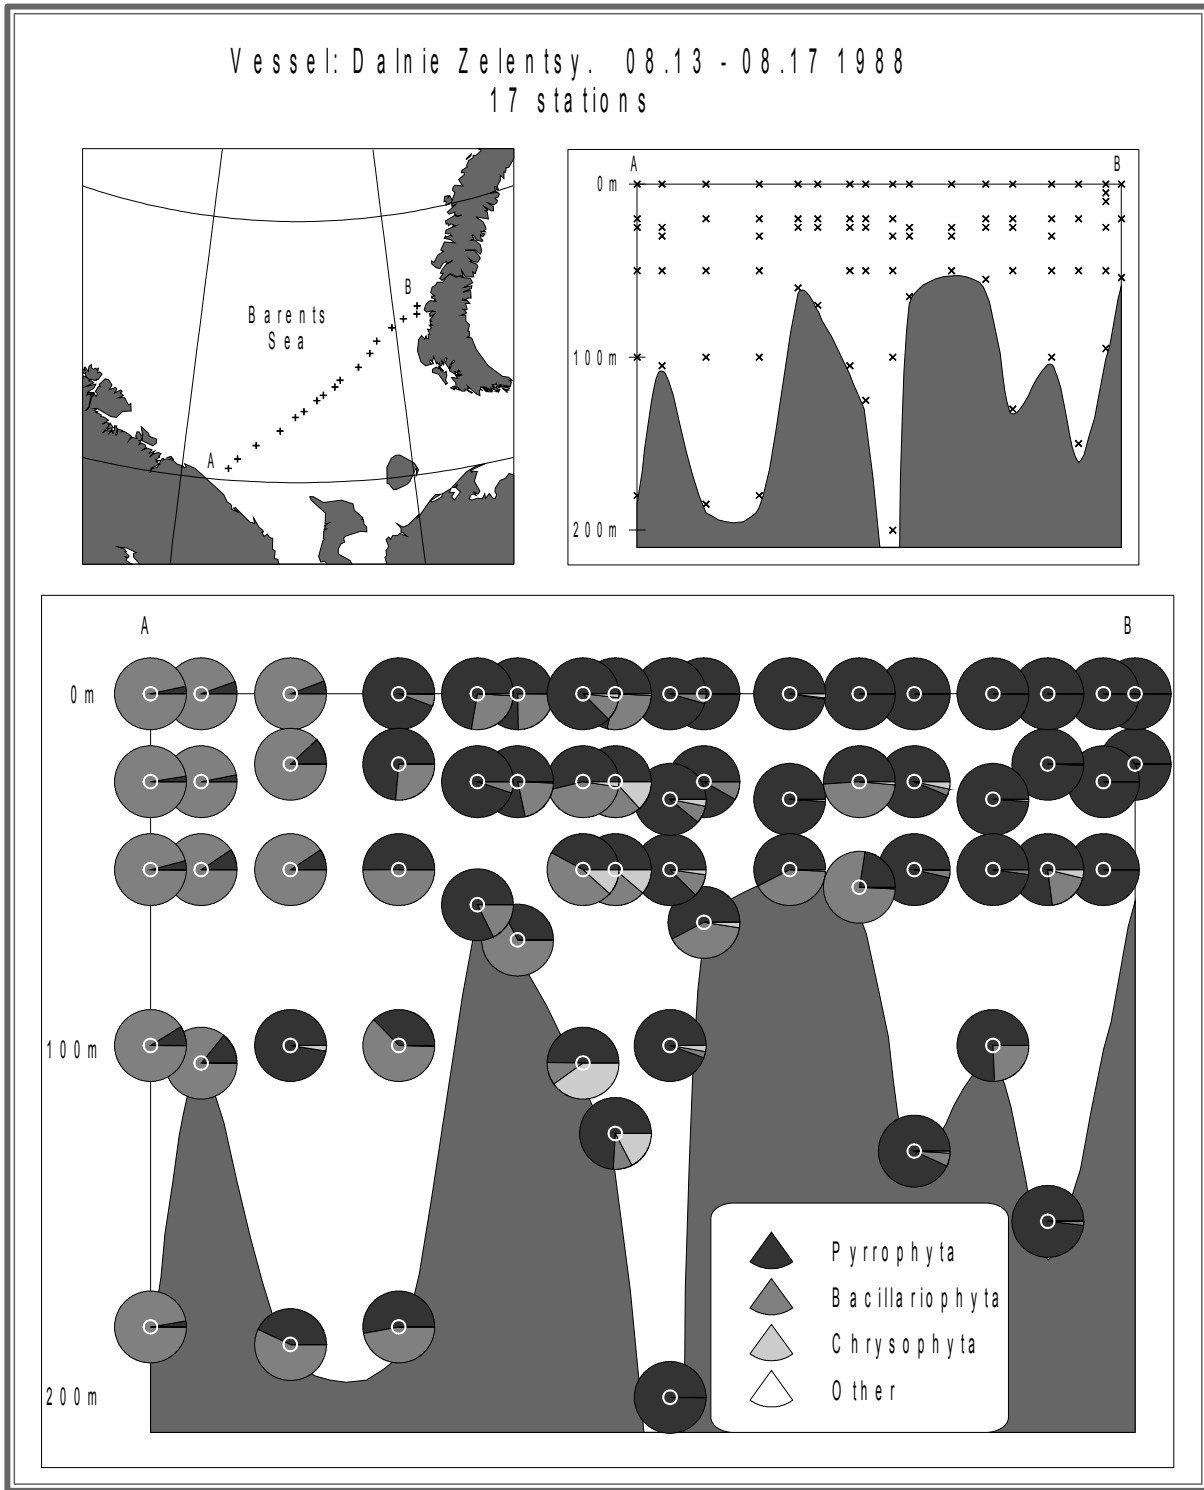 Vessel: Dalnie Zelentsy. 08.13 - 08.17 1988
17 stations
B
Barents
Sea
A
A
B
0m
100m
200m
A
B
0m
100m
200m
Pyrrophyta
Bacillariophyta
Chrysophyta
Other